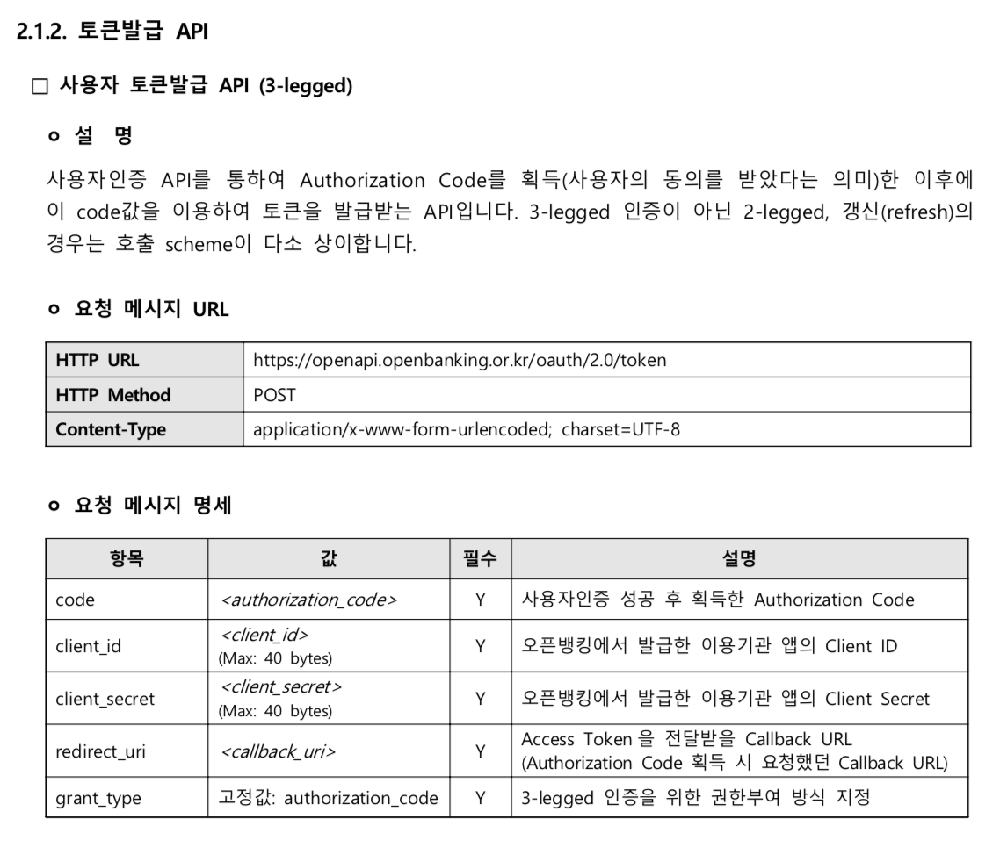 2.1.2. 토큰발급 API
□ 사용자 토큰발급 API (3-legged)
ㅇ 설 명
사용자인증 API를 통하여 Authorization Code를 획득(사용자의 동의를 받았다는 의미)한 이후에
이 code값을 이용하여 토큰을 발급받는 API입니다. 3-legged 인증이 아닌 2-legged, 갱신(refresh)의
경우는 호출 scheme이 다소 상이합니다.
ㅇ 요청 메시지 URL
HTTP URL https://openapi.openbanking.or.kr/oauth/2.0/token
HTTP Method POST
Content-Type application/x-www-form-urlencoded; charset=UTF-8
ㅇ 요청 메시지 명세
항목 값 필수 설명
code <authorization_code> Y 사용자인증 성공 후 획득한 Authorization Code
client_id <client_id> (Max: 40 bytes) Y 오픈뱅킹에서 발급한 이용기관 앱의 Client ID
client_secret <client_secret> (Max: 40 bytes) Y 오픈뱅킹에서 발급한 이용기관 앱의 Client Secret
redirect_uri <callback_uri> Y Access Token을 전달받을 Callback URL
(Authorization Code 획득 시 요청했던 Callback URL)
grant_type 고정값: authorization_code Y 3-legged 인증을 위한 권한부여 방식 지정